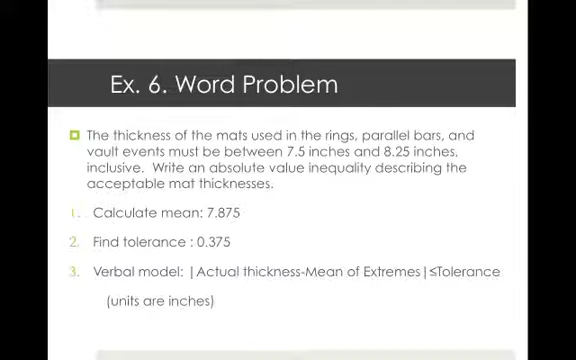 Ex. 6. Word Problem
The thickness of the mats used in the rings, parallel bars, and
vault events must be between 7.5 inches and 8.25 inches,
inclusive. Write an absolute value inequality describing the
acceptable mat thicknesses.
1. Calculate mean: 7.875
2. Find tolerance : 0.375
3. Verbal model: |Actual thickness-Mean of Extremes|≤Tolerance
(units are inches)